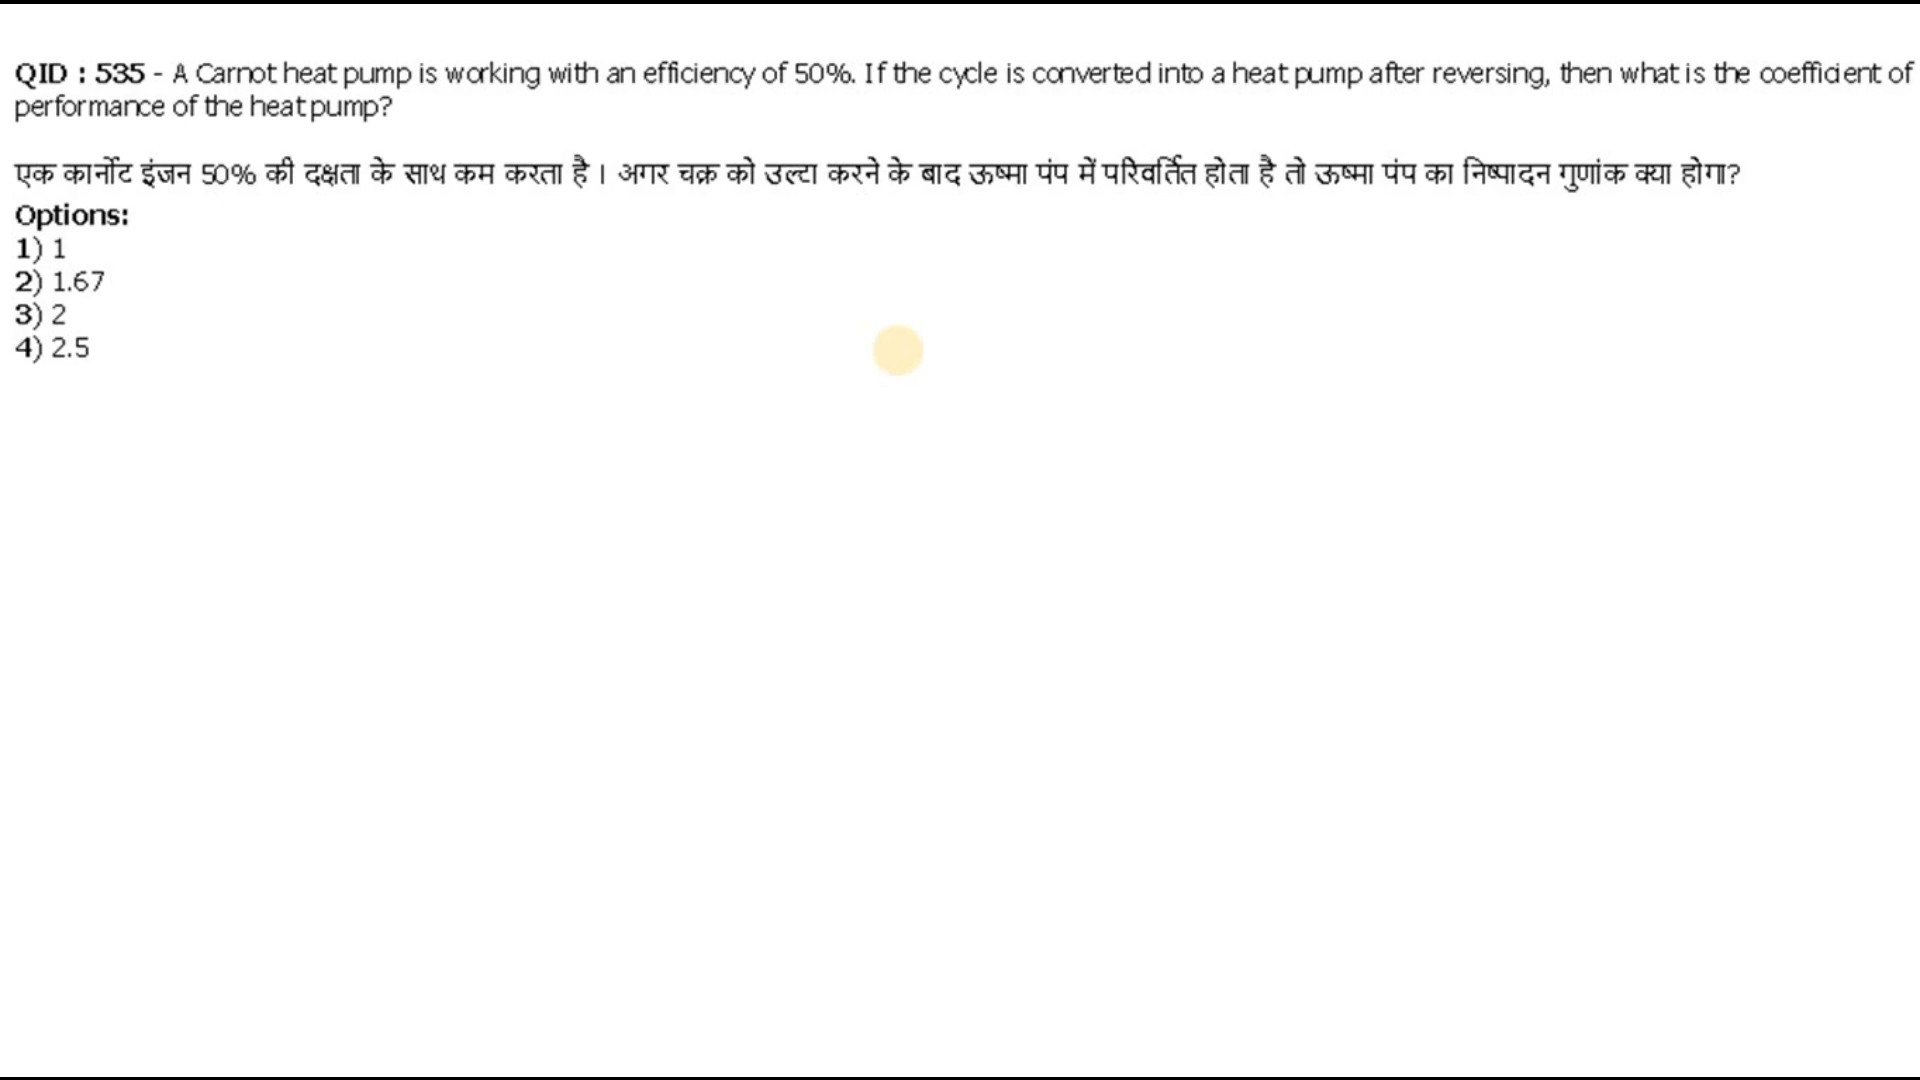 QID : 535 - A Carnot heat pump is working with an efficiency of 50%. If the cycle is converted into a heat pump after reversing, then what is the coefficient of
performance of the heat pump?
एक कार्नोट इंजन 50% की दक्षता के साथ कम करता है । अगर चक्र को उल्टा करने के बाद ऊष्मा पंप में परिवर्तित होता है तो ऊष्मा पंप का निष्पादन गुणांक क्या होगा?
Options:
1) 1
2) 1.67
3) 2
4) 2.5